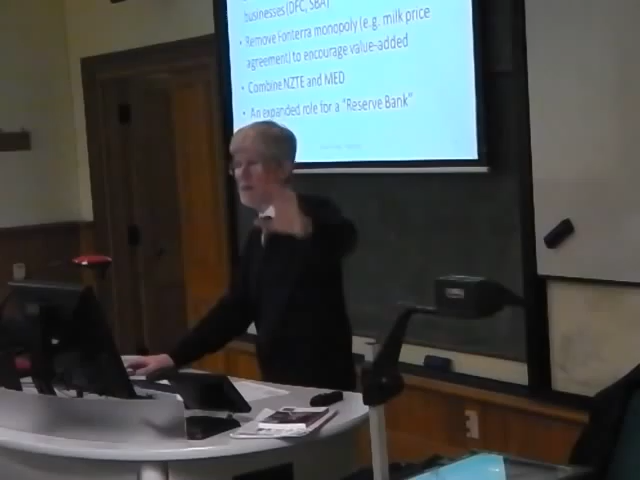 businesses (DFC, SBA)
• Remove Fonterra monopoly (e.g. milk price
agreement) to encourage value-added
• Combine NZTE and MED
• An expanded role for a "Reserve Bank"